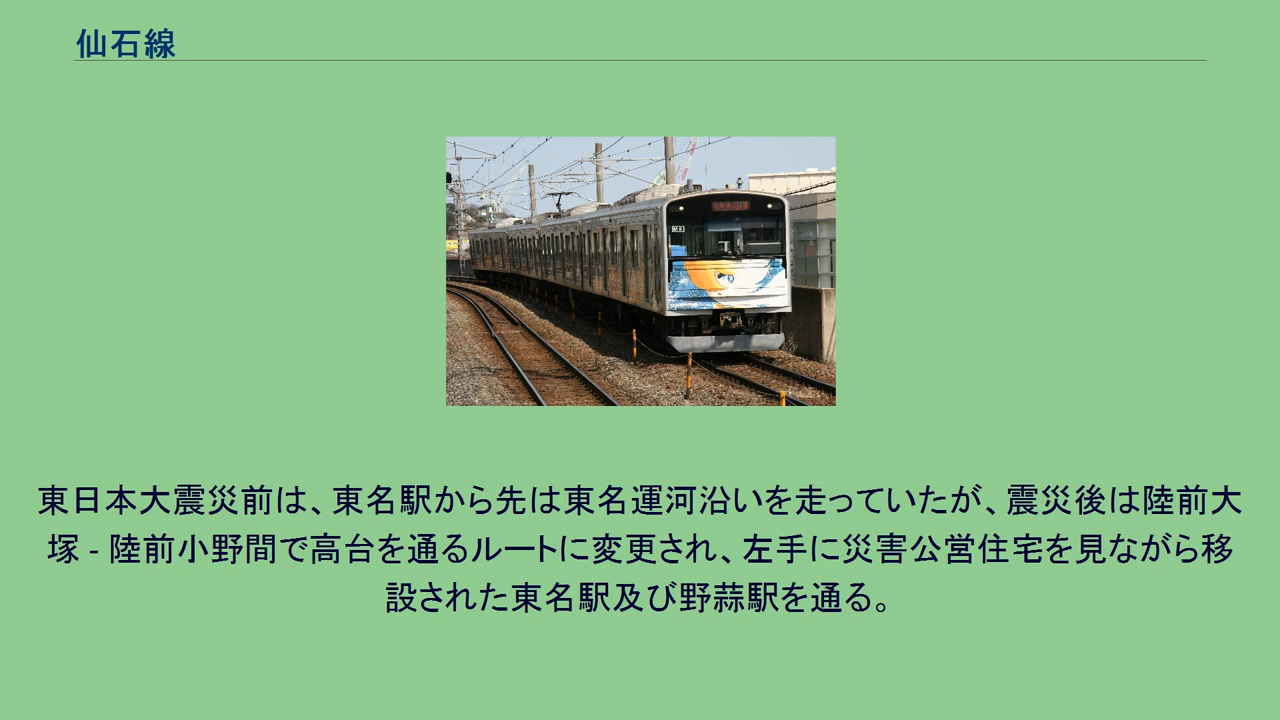 仙石線
東日本大震災前は、東名駅から先は東名運河沿いを走っていたが、震災後は陸前大
塚 - 陸前小野間で高台を通るルートに変更され、左手に災害公営住宅を見ながら移
設された東名駅及び野蒜駅を通る。